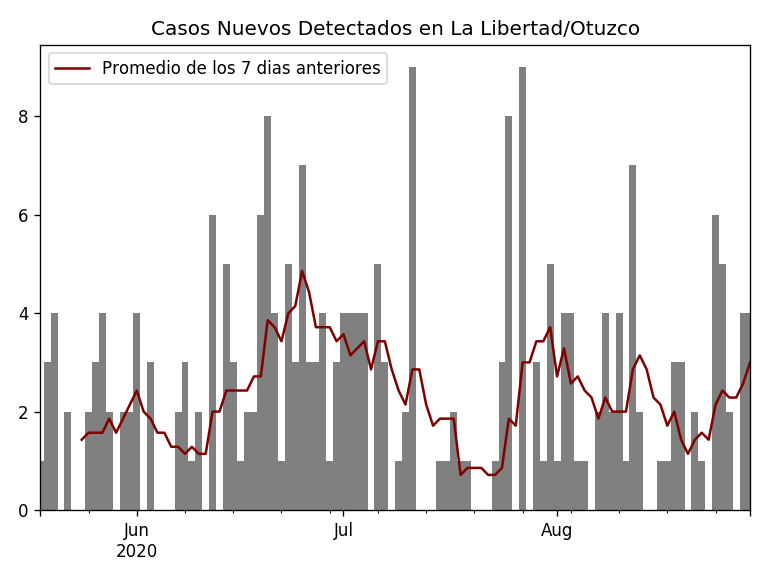 Casos Nuevos Detectados en La Libertad/Otuzco
Promedio de los 7 dias anteriores
8
6
4
2
0
Jun
2020
Jul
Aug